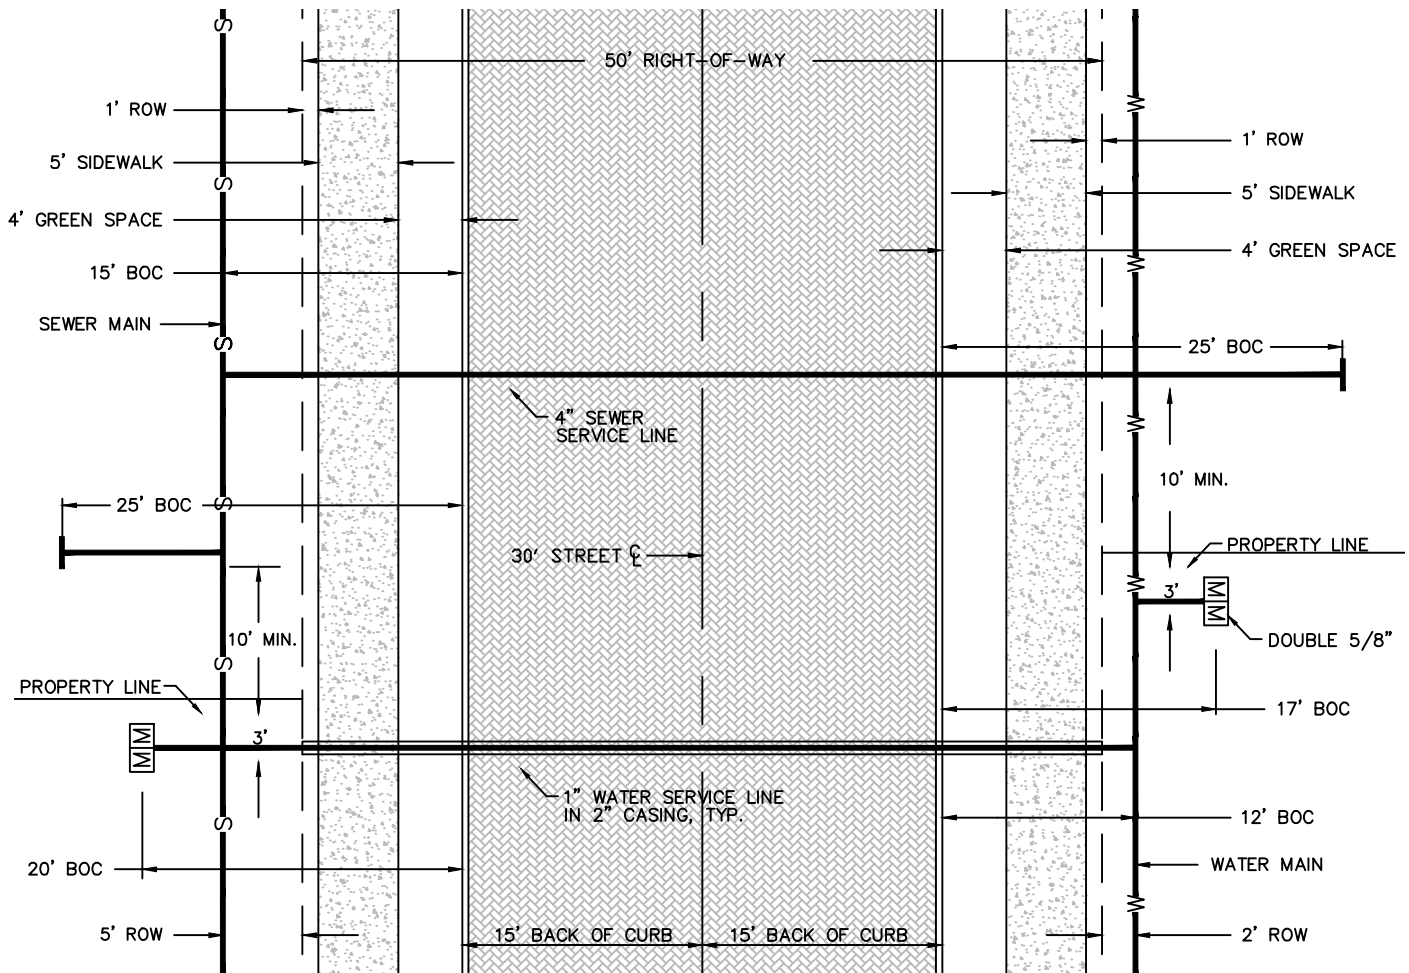 S
50' RIGHT-OF-WAY
1' ROW
1' ROW
5' SIDEWALK
S
5' SIDEWALK
4' GREEN SPACE
4' GREEN SPACE
15' BOC
SEWER MAIN
S
25' BOC
4" SEWER
SERVICE LINE
10' MIN.
25' BOC
S
30' STREET ℄
PROPERTY LINE
3'
M M
DOUBLE 5/8"
10' MIN.
S
PROPERTY LINE
17' BOC
M M
3'
1" WATER SERVICE LINE
IN 2" CASING, TYP.
S
12' BOC
20' BOC
WATER MAIN
5' ROW
15' BACK OF CURB
15' BACK OF CURB
2' ROW